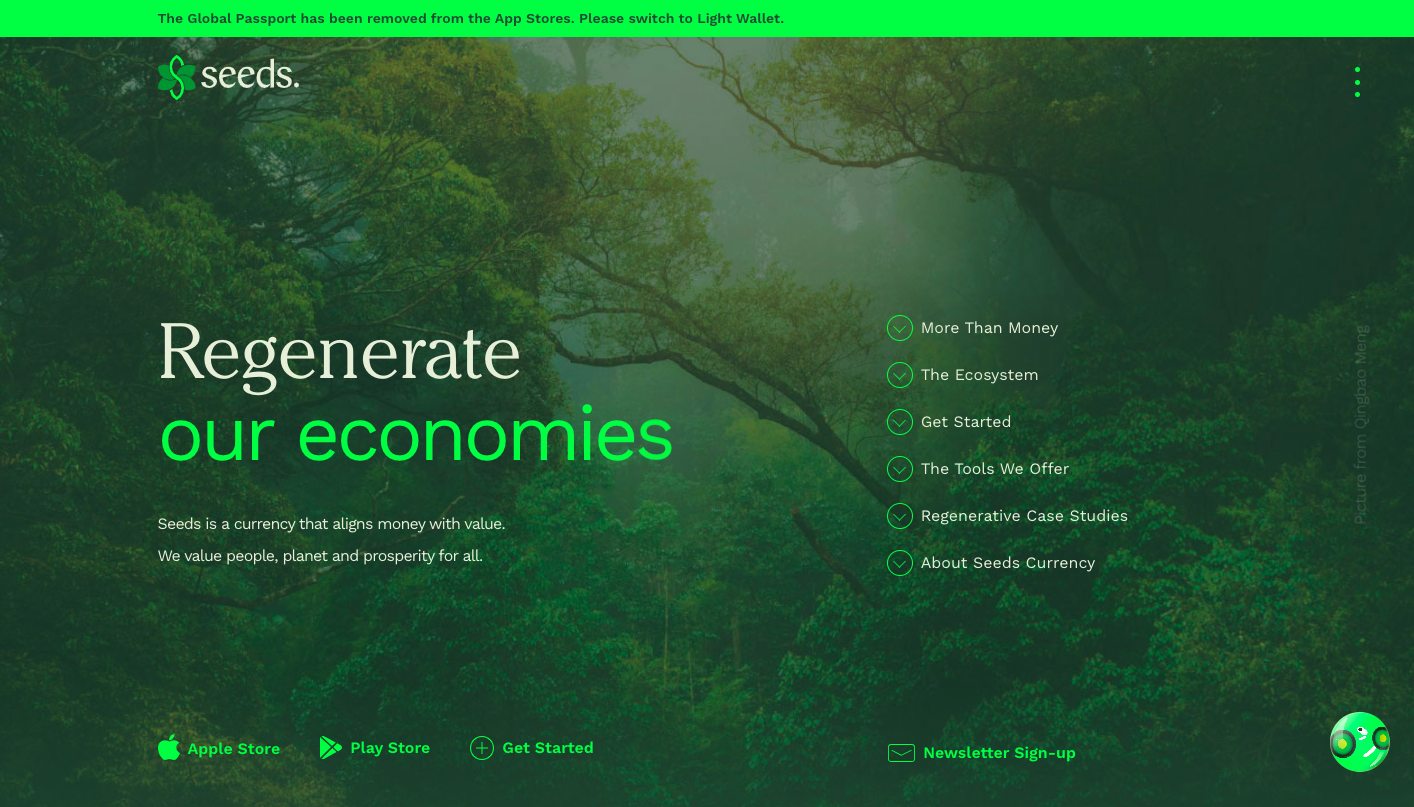 The Global Passport has been removed from the App Stores. Please switch to Light Wallet.
seeds.
Regenerate
our economies
Seeds is a currency that aligns money with value.
We value people, planet and prosperity for all.
More Than Money
The Ecosystem
Get Started
The Tools We Offer
Regenerative Case Studies
About Seeds Currency
Picture from Qingbao Meng
Apple Store
Play Store
Get Started
Newsletter Sign-up